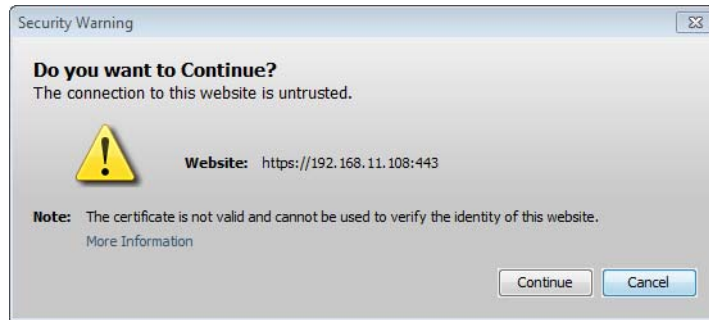 Security Warning
Do you want to Continue?
The connection to this website is untrusted.
Website: https://192.168.11.108:443
Note: The certificate is not valid and cannot be used to verify the identity of this website.
More Information
Continue Cancel